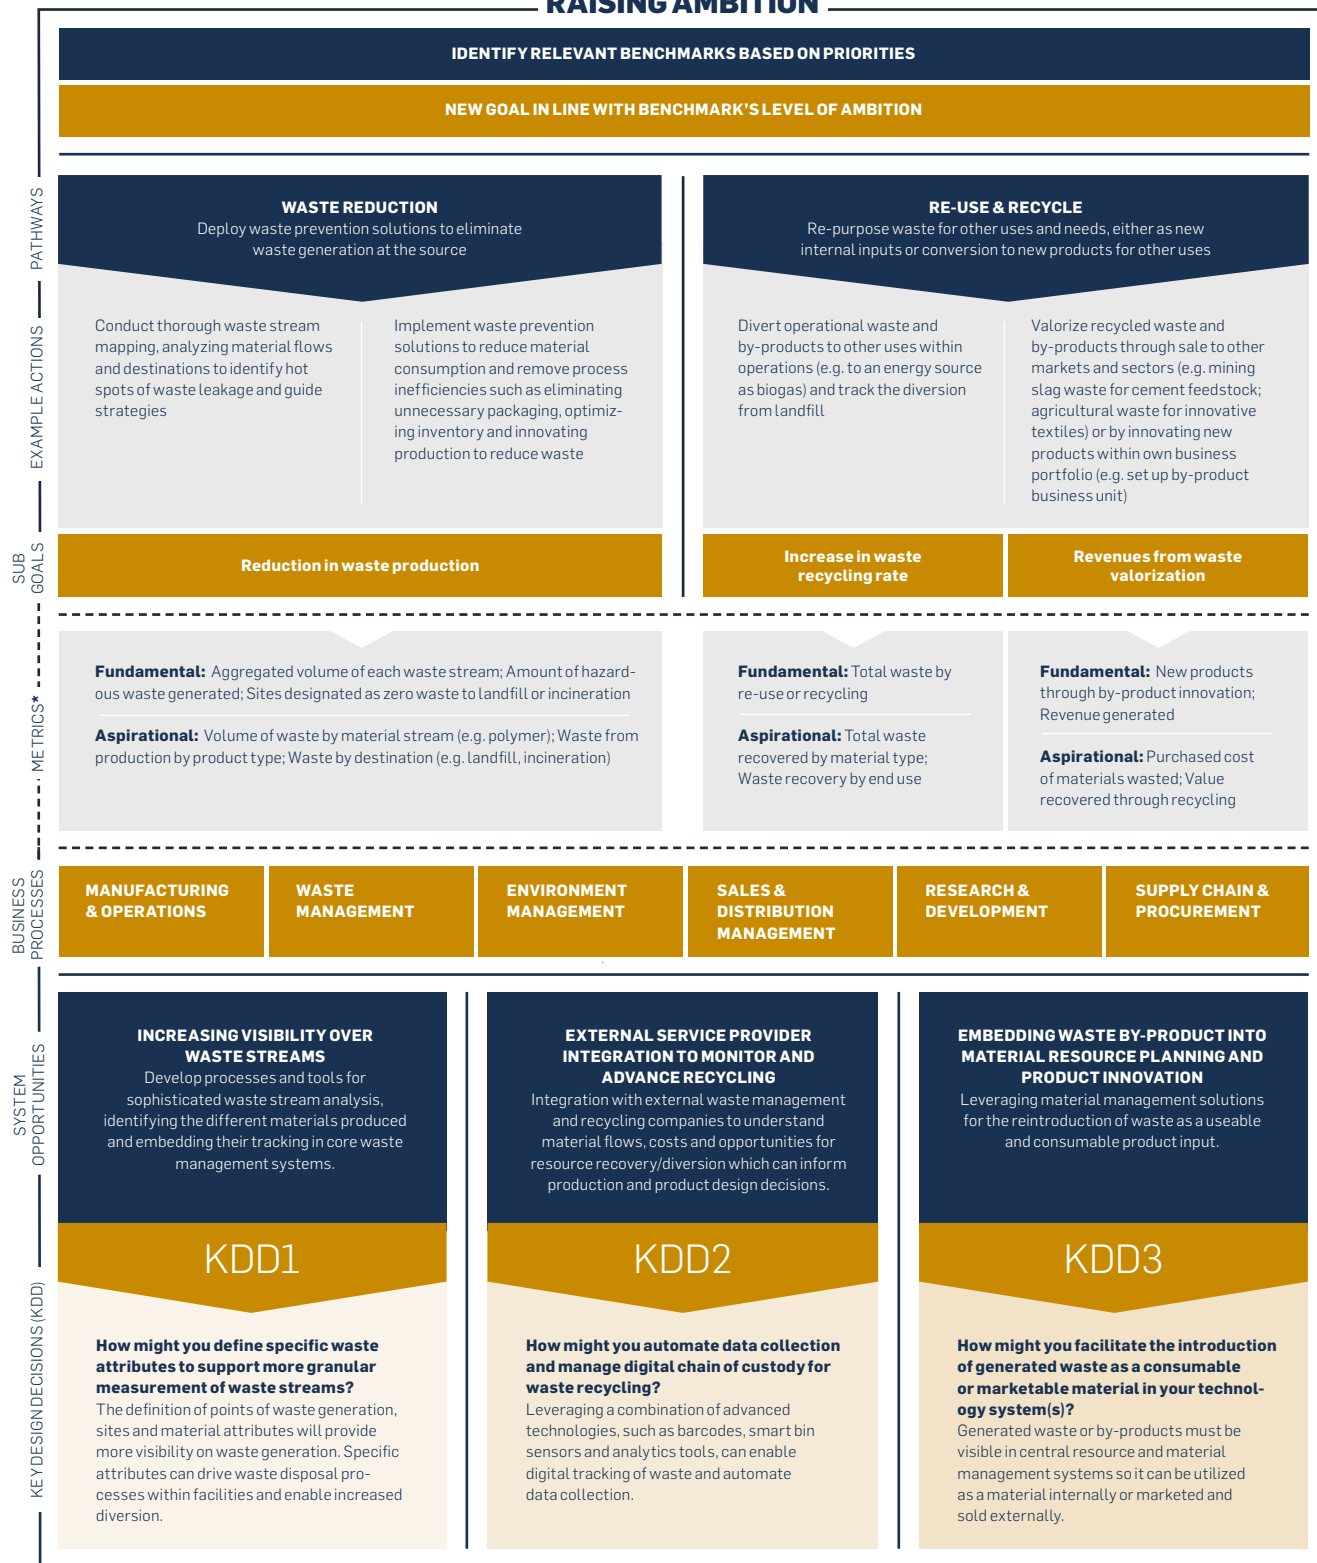 RAISING AMBITION
IDENTIFY RELEVANT BENCHMARKS BASED ON PRIORITIES
NEW GOAL IN LINE WITH BENCHMARK'S LEVEL OF AMBITION
PATHWAYS
WASTE REDUCTION
Deploy waste prevention solutions to eliminate
waste generation at the source
RE-USE & RECYCLE
Re-purpose waste for other uses and needs, either as new
internal inputs or conversion to new products for other uses
EXAMPLE ACTIONS
Conduct thorough waste stream
mapping, analyzing material flows
and destinations to identify hot
spots of waste leakage and guide
strategies
Implement waste prevention
solutions to reduce material
consumption and remove process
inefficiencies such as eliminating
unnecessary packaging, optimiz-
ing inventory and innovating
production to reduce waste
Divert operational waste and
by-products to other uses within
operations (e.g. to an energy source
as biogas) and track the diversion
from landfill
Valorize recycled waste and
by-products through sale to other
markets and sectors (e.g. mining
slag waste for cement feedstock;
agricultural waste for innovative
textiles) or by innovating new
products within own business
portfolio (e.g. set up by-product
business unit)
SUB
GOALS
Reduction in waste production
Increase in waste
recycling rate
Revenues from waste
valorization
METRICS*
Fundamental: Aggregated volume of each waste stream; Amount of hazard-
ous waste generated; Sites designated as zero waste to landfill or incineration
Aspirational: Volume of waste by material stream (e.g. polymer); Waste from
production by product type; Waste by destination (e.g. landfill, incineration)
Fundamental: Total waste by
re-use or recycling
Aspirational: Total waste
recovered by material type;
Waste recovery by end use
Fundamental: New products
through by-product innovation;
Revenue generated
Aspirational: Purchased cost
of materials wasted; Value
recovered through recycling
BUSINESS
PROCESSES
MANUFACTURING
& OPERATIONS
WASTE
MANAGEMENT
ENVIRONMENT
MANAGEMENT
SALES &
DISTRIBUTION
MANAGEMENT
RESEARCH &
DEVELOPMENT
SUPPLY CHAIN &
PROCUREMENT
SYSTEM
OPPORTUNITIES
INCREASING VISIBILITY OVER
WASTE STREAMS
Develop processes and tools for
sophisticated waste stream analysis,
identifying the different materials produced
and embedding their tracking in core waste
management systems.
EXTERNAL SERVICE PROVIDER
INTEGRATION TO MONITOR AND
ADVANCE RECYCLING
Integration with external waste management
and recycling companies to understand
material flows, costs and opportunities for
resource recovery/diversion which can inform
production and product design decisions.
EMBEDDING WASTE BY-PRODUCT INTO
MATERIAL RESOURCE PLANNING AND
PRODUCT INNOVATION
Leveraging material management solutions
for the reintroduction of waste as a useable
and consumable product input.
KEY DESIGN DECISIONS (KDD)
KDD1
How might you define specific waste
attributes to support more granular
measurement of waste streams?
The definition of points of waste generation,
sites and material attributes will provide
more visibility on waste generation. Specific
attributes can drive waste disposal pro-
cesses within facilities and enable increased
diversion.
KDD2
How might you automate data collection
and manage digital chain of custody for
waste recycling?
Leveraging a combination of advanced
technologies, such as barcodes, smart bin
sensors and analytics tools, can enable
digital tracking of waste and automate
data collection.
KDD3
How might you facilitate the introduction
of generated waste as a consumable
or marketable material in your technol-
ogy system(s)?
Generated waste or by-products must be
visible in central resource and material
management systems so it can be utilized
as a material internally or marketed and
sold externally.